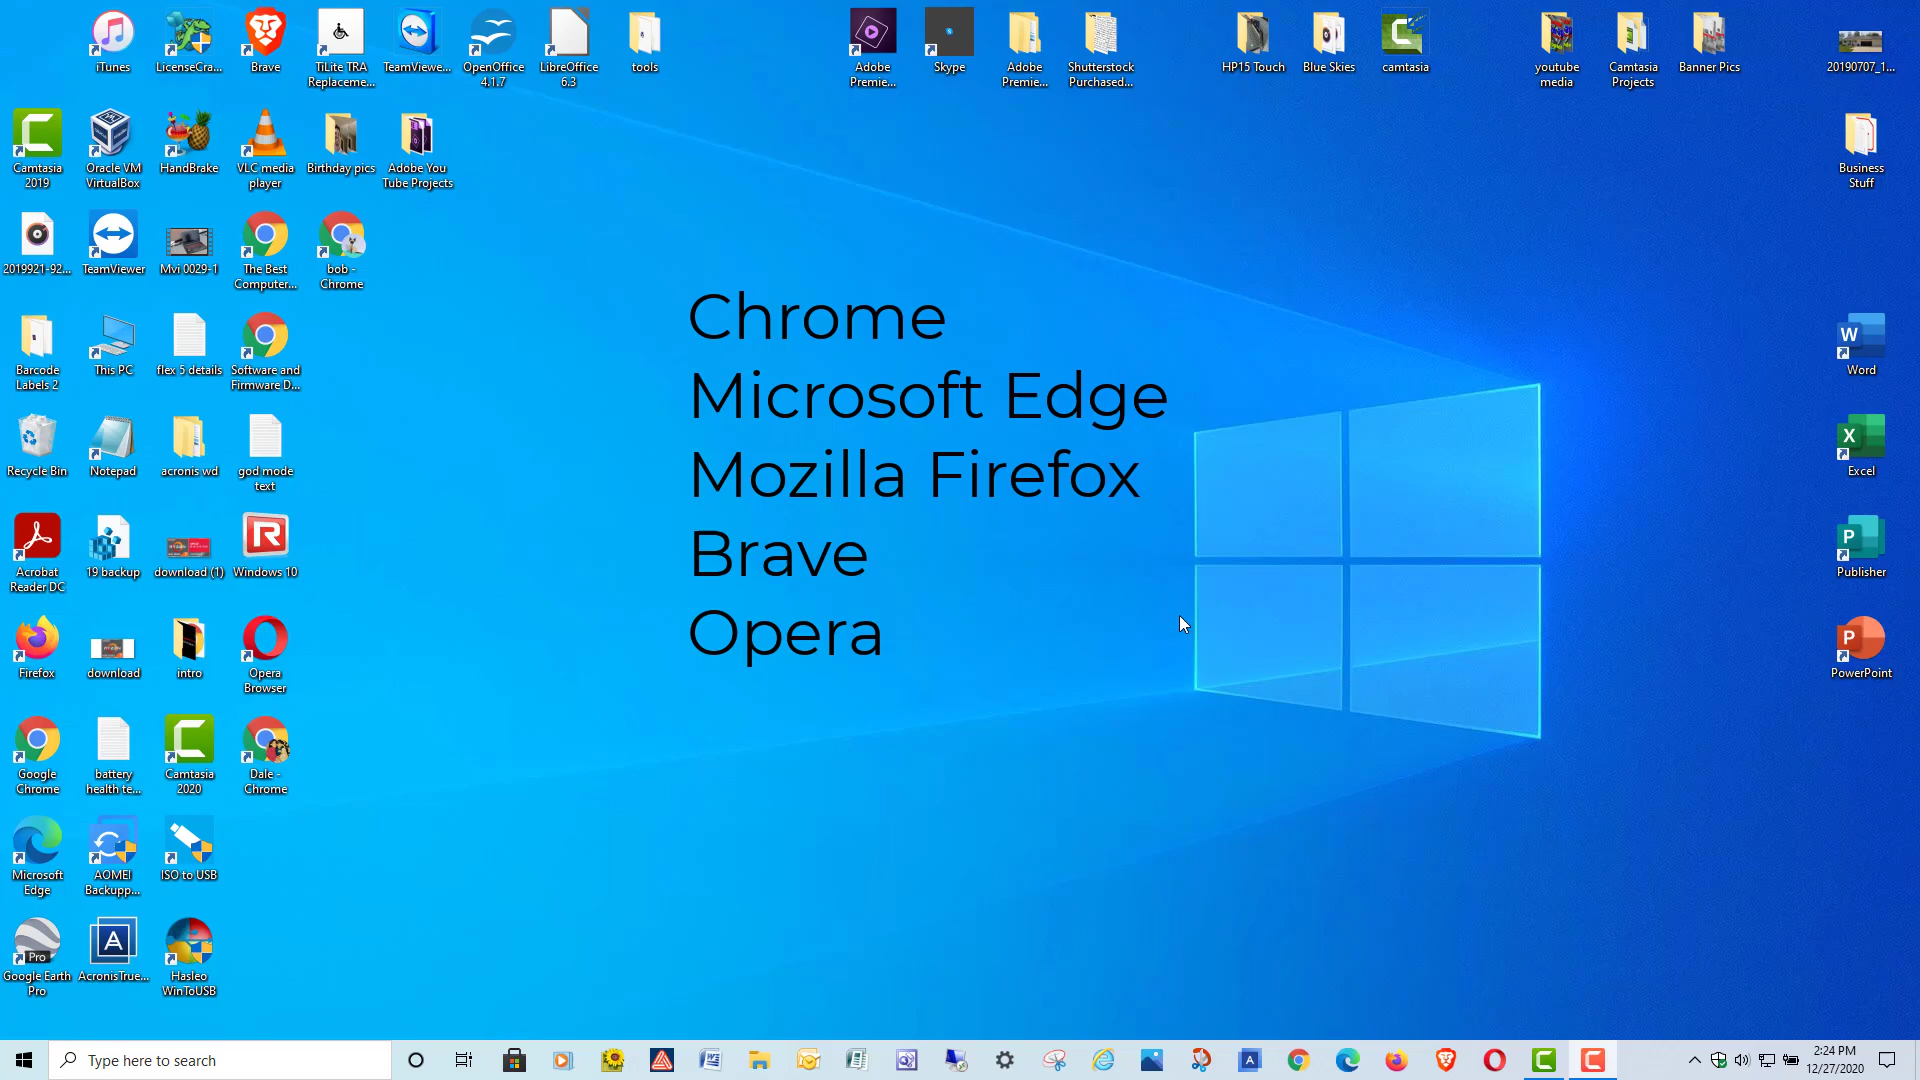 iTunes
LicenseCra...
Brave
TiLite TRA
Replaceme...
TeamViewe...
OpenOffice
4.1.7
LibreOffice
6.3
tools
Adobe
Premie...
Skype
Adobe
Premie...
Shutterstock
Purchased...
HP15 Touch
Blue Skies
camtasia
youtube
media
Camtasia
Projects
Banner Pics
20190707_1...
Camtasia
2019
Oracle VM
VirtualBox
HandBrake
VLC media
player
Birthday pics
Adobe You
Tube Projects
Business
Stuff
2019921-92...
TeamViewer
Mvi 0029-1
The Best
Computer...
bob -
Chrome
Barcode
Labels 2
This PC
flex 5 details
Software and
Firmware D...
Word
Recycle Bin
Notepad
acronis wd
god mode
text
Excel
Acrobat
Reader DC
19 backup
download (1)
Windows 10
Publisher
Firefox
download
intro
Opera
Browser
PowerPoint
Google
Chrome
battery
health te...
Camtasia
2020
Dale -
Chrome
Microsoft
Edge
AOMEI
Backupp...
ISO to USB
Pro
Google Earth
Pro
AcronisTrue...
Hasleo
WinToUSB
Chrome
Microsoft Edge
Mozilla Firefox
Brave
Opera
Type here to search
2:24 PM
12/27/2020